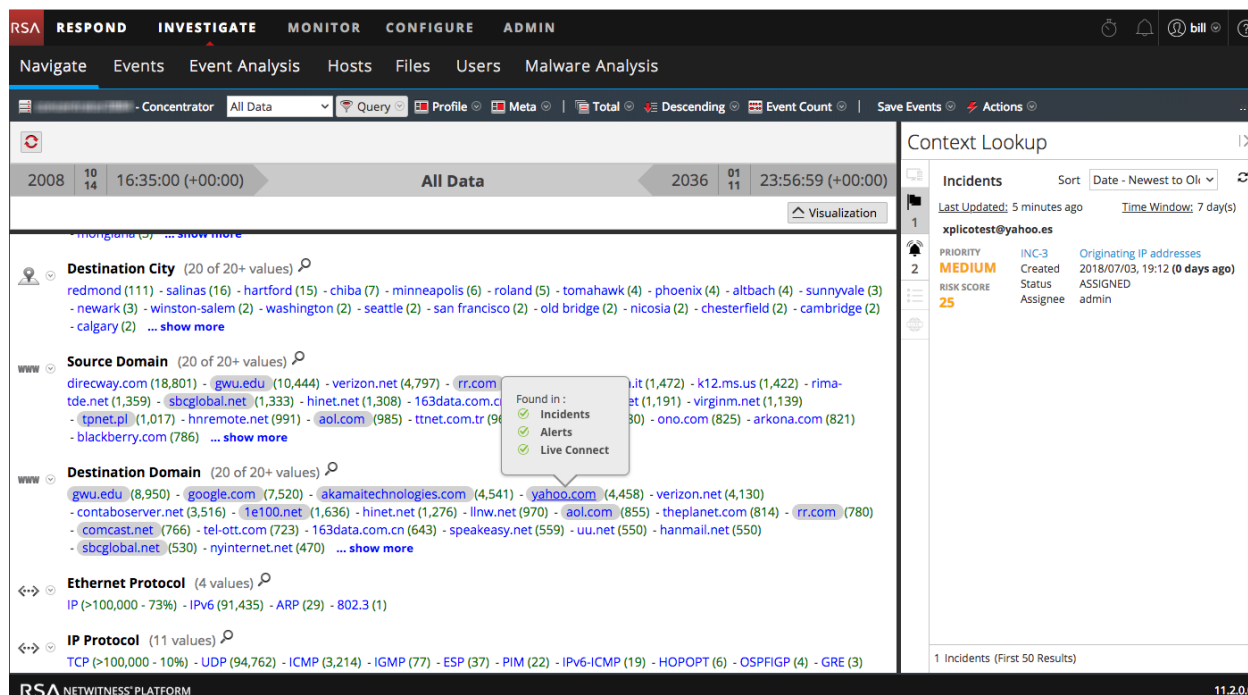 RSA RESPOND INVESTIGATE MONITOR CONFIGURE ADMIN bill
Navigate Events Event Analysis Hosts Files Users Malware Analysis
- Concentrator All Data Query Profile Meta | Total Descending Event Count | Save Events Actions
2008 10 14 16:35:00 (+00:00) All Data 2036 01 11 23:56:59 (+00:00)
Visualization
- mongiana (3) ... show more
Destination City (20 of 20+ values)
redmond (111) - salinas (16) - hartford (15) - chiba (7) - minneapolis (6) - roland (5) - tomahawk (4) - phoenix (4) - altbach (4) - sunnyvale (3)
- newark (3) - winston-salem (2) - washington (2) - seattle (2) - san francisco (2) - old bridge (2) - nicosia (2) - chesterfield (2) - cambridge (2)
- calgary (2) ... show more
Source Domain (20 of 20+ values)
direcway.com (18,801) - gwu.edu (10,444) - verizon.net (4,797) - rr.com .it (1,472) - k12.ms.us (1,422) - rima-
tde.net (1,359) - sbcglobal.net (1,333) - hinet.net (1,308) - 163data.com.c et (1,191) - virginm.net (1,139)
- tpnet.pl (1,017) - hnremote.net (991) - aol.com (985) - ttnet.com.tr (9 30) - ono.com (825) - arkona.com (821)
- blackberry.com (786) ... show more
Found in :
Incidents
Alerts
Live Connect
Destination Domain (20 of 20+ values)
gwu.edu (8,950) - google.com (7,520) - akamaitechnologies.com (4,541) - yahoo.com (4,458) - verizon.net (4,130)
- contaboserver.net (3,516) - 1e100.net (1,636) - hinet.net (1,276) - llnw.net (970) - aol.com (855) - theplanet.com (814) - rr.com (780)
- comcast.net (766) - tel-ott.com (723) - 163data.com.cn (643) - speakeasy.net (559) - uu.net (550) - hanmail.net (550)
- sbcglobal.net (530) - nyinternet.net (470) ... show more
Ethernet Protocol (4 values)
IP (>100,000 - 73%) - IPv6 (91,435) - ARP (29) - 802.3 (1)
IP Protocol (11 values)
TCP (>100,000 - 10%) - UDP (94,762) - ICMP (3,214) - IGMP (77) - ESP (37) - PIM (22) - IPv6-ICMP (19) - HOPOPT (6) - OSPFIGP (4) - GRE (3)
Context Lookup
1
2
Incidents Sort Date - Newest to Ol
Last Updated: 5 minutes ago Time Window: 7 day(s)
xplicotest@yahoo.es
PRIORITY INC-3 Originating IP addresses
MEDIUM Created 2018/07/03, 19:12 (0 days ago)
RISK SCORE Status ASSIGNED
25 Assignee admin
1 Incidents (First 50 Results)
RSA NETWITNESS® PLATFORM 11.2.0.
WWW
WWW